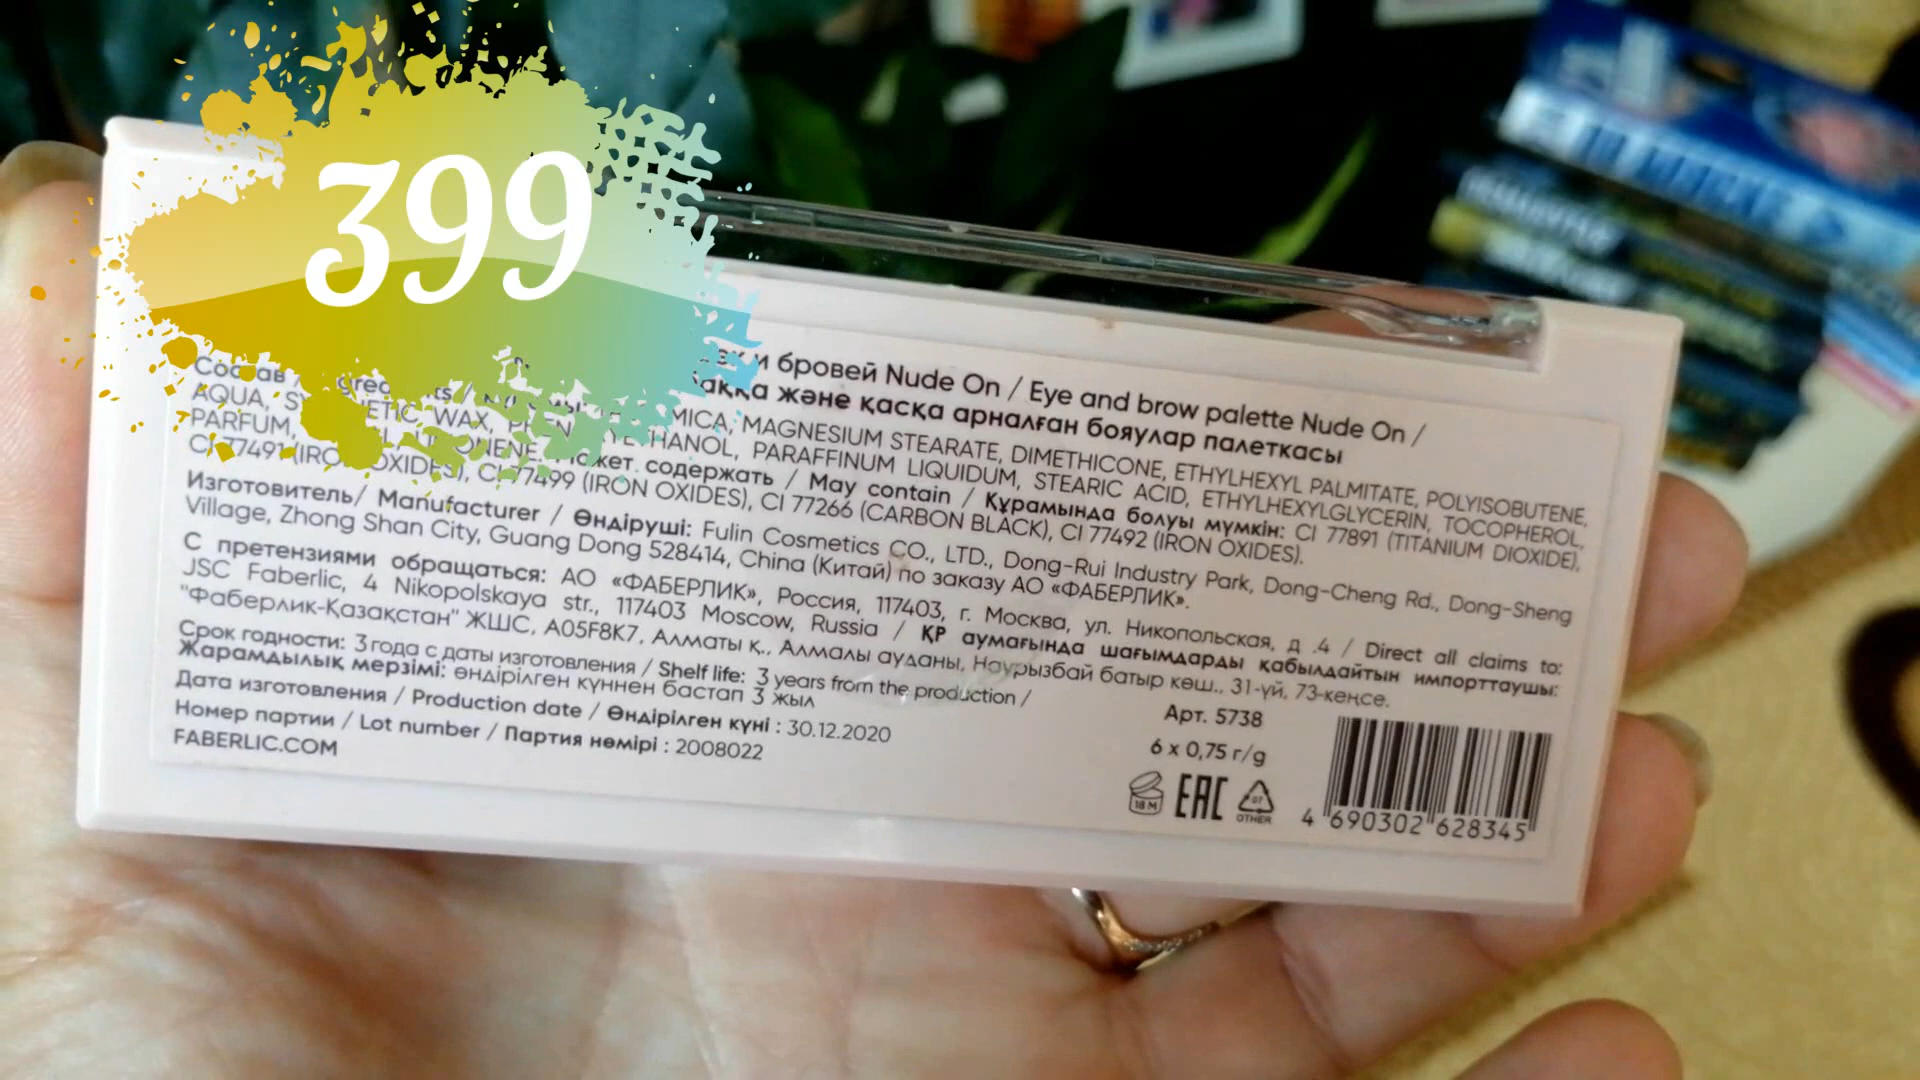 399
и бровей Nude On / Eye and brow palette Nude On /
және қасқа арналған бояулар палеткасы
Состав
AQUA, WAX, MICA, MAGNESIUM STEARATE, DIMETHICONE, ETHYLHEXYL PALMITATE, POLYISOBUTENE,
PARFUM, PARAFFINUM LIQUIDUM, STEARIC ACID, ETHYLHEXYLGLYCERIN, TOCOPHEROL,
содержать / May contain / Құрамында болуы мүмкін: CI 77891 (TITANIUM DIOXIDE),
CI 77491 (IRON OXIDES), CI 77499 (IRON OXIDES), CI 77266 (CARBON BLACK), CI 77492 (IRON OXIDES).
Изготовитель/ Manufacturer / Өндіруші: Fulin Cosmetics CO., LTD., Dong-Rui Industry Park, Dong-Cheng Rd., Dong-Sheng
Village, Zhong Shan City, Guang Dong 528414, China (Китай) по заказу АО «ФАБЕРЛИК».
С претензиями обращаться: АО «ФАБЕРЛИК», Россия, 117403, г. Москва, ул. Никопольская, д .4 / Direct all claims to:
JSC Faberlic, 4 Nikopolskaya str., 117403 Moscow, Russia / ҚР аумағында шағымдарды қабылдайтын импорттаушы:
"Фаберлик-Қазақстан" ЖШС, A05F8K7, Алматы қ., Алмалы ауданы, Наурызбай батыр көш., 31-үй, 73-кеңсе.
Срок годности: 3 года с даты изготовления / Shelf life: 3 years from the production /
Жарамдылық мерзімі: өндірілген күннен бастап 3 жыл
Дата изготовления / Production date / Өндірілген күні : 30.12.2020
Номер партии / Lot number / Партия нөмірі : 2008022
FABERLIC.COM
Арт. 5738
6 x 0,75 г/g
18 M EAC 07 OTHER
4 690302 628345